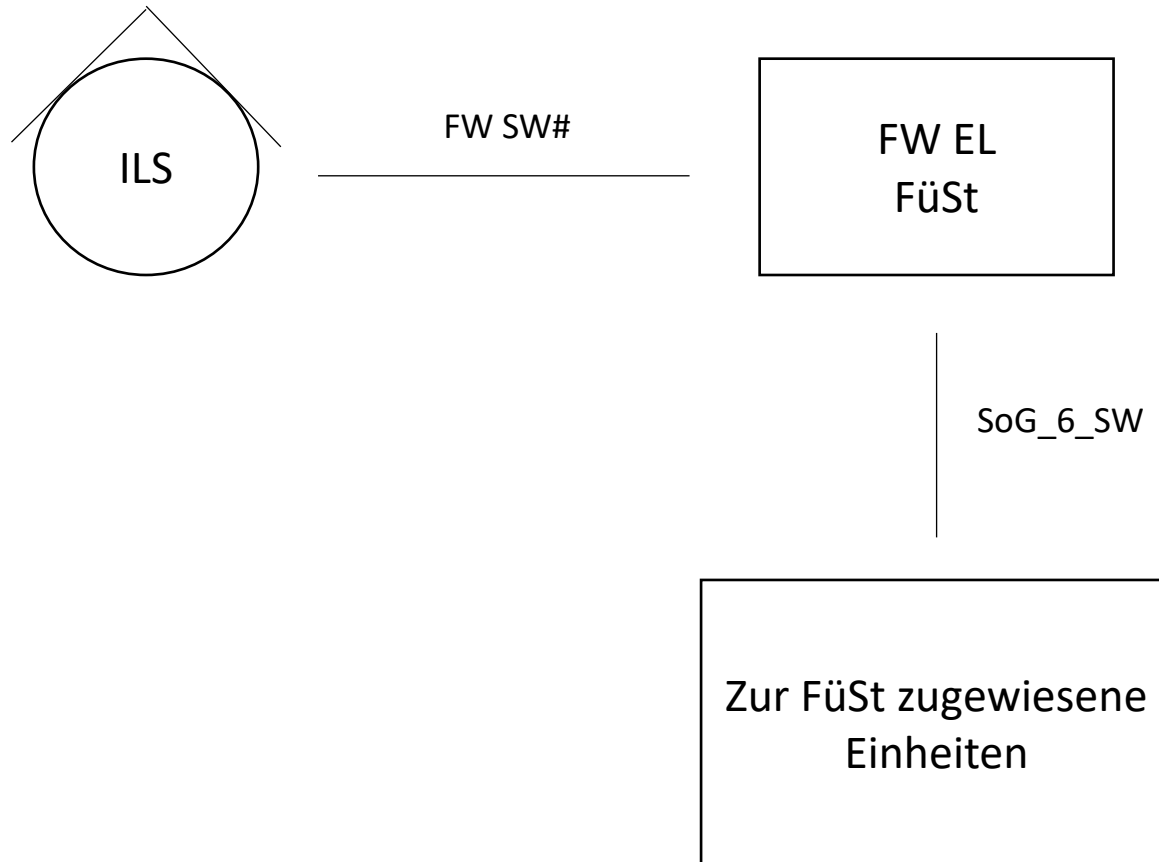 ILS
FW SW#
FW EL
FüSt
SoG_6_SW
Zur FüSt zugewiesene
Einheiten